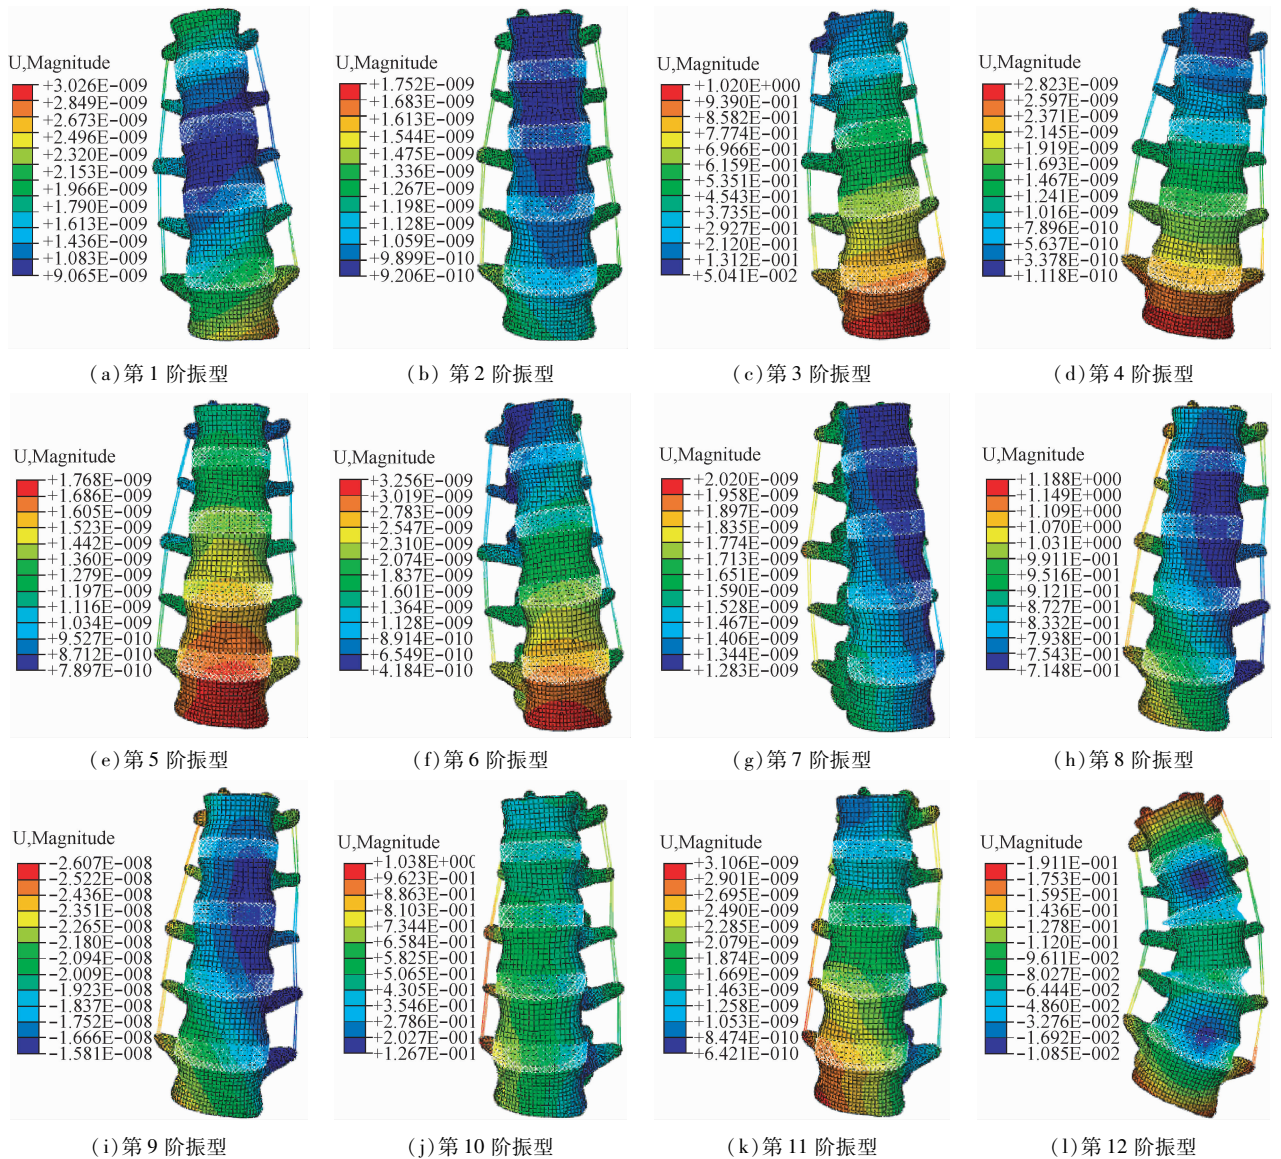 U,Magnitude
+3.026E-009
+2.849E-009
+2.673E-009
+2.496E-009
+2.320E-009
+2.153E-009
+1.966E-009
+1.790E-009
+1.613E-009
+1.436E-009
+1.083E-009
+9.065E-009
(a)第1阶振型
U,Magnitude
+1.752E-009
+1.683E-009
+1.613E-009
+1.544E-009
+1.475E-009
+1.336E-009
+1.267E-009
+1.198E-009
+1.128E-009
+1.059E-009
+9.899E-010
+9.206E-010
(b) 第2阶振型
U,Magnitude
+1.020E+000
+9.390E-001
+8.582E-001
+7.774E-001
+6.966E-001
+6.159E-001
+5.351E-001
+4.543E-001
+3.735E-001
+2.927E-001
+2.120E-001
+1.312E-001
+5.041E-002
(c)第3阶振型
U,Magnitude
+2.823E-009
+2.597E-009
+2.371E-009
+2.145E-009
+1.919E-009
+1.693E-009
+1.467E-009
+1.241E-009
+1.016E-009
+7.896E-010
+5.637E-010
+3.378E-010
+1.118E-010
(d)第4阶振型
U,Magnitude
+1.768E-009
+1.686E-009
+1.605E-009
+1.523E-009
+1.442E-009
+1.360E-009
+1.279E-009
+1.197E-009
+1.116E-009
+1.034E-009
+9.527E-010
+8.712E-010
+7.897E-010
(e)第5阶振型
U,Magnitude
+3.256E-009
+3.019E-009
+2.783E-009
+2.547E-009
+2.310E-009
+2.074E-009
+1.837E-009
+1.601E-009
+1.364E-009
+1.128E-009
+8.914E-010
+6.549E-010
+4.184E-010
(f)第6阶振型
U,Magnitude
+2.020E-009
+1.958E-009
+1.897E-009
+1.835E-009
+1.774E-009
+1.713E-009
+1.651E-009
+1.590E-009
+1.528E-009
+1.467E-009
+1.406E-009
+1.344E-009
+1.283E-009
(g)第7阶振型
U,Magnitude
+1.188E+000
+1.149E+000
+1.109E+000
+1.070E+000
+1.031E+000
+9.911E-001
+9.516E-001
+9.121E-001
+8.727E-001
+8.332E-001
+7.938E-001
+7.543E-001
+7.148E-001
(h)第8阶振型
U,Magnitude
-2.607E-008
-2.522E-008
-2.436E-008
-2.351E-008
-2.265E-008
-2.180E-008
-2.094E-008
-2.009E-008
-1.923E-008
-1.837E-008
-1.752E-008
-1.666E-008
-1.581E-008
(i)第9阶振型
U,Magnitude
+1.038E+000
+9.623E-001
+8.863E-001
+8.103E-001
+7.344E-001
+6.584E-001
+5.825E-001
+5.065E-001
+4.305E-001
+3.546E-001
+2.786E-001
+2.027E-001
+1.267E-001
(j)第10阶振型
U,Magnitude
+3.106E-009
+2.901E-009
+2.695E-009
+2.490E-009
+2.285E-009
+2.079E-009
+1.874E-009
+1.669E-009
+1.463E-009
+1.258E-009
+1.053E-009
+8.474E-010
+6.421E-010
(k)第11阶振型
U,Magnitude
-1.911E-001
-1.753E-001
-1.595E-001
-1.436E-001
-1.278E-001
-1.120E-001
-9.611E-002
-8.027E-002
-6.444E-002
-4.860E-002
-3.276E-002
-1.692E-002
-1.085E-002
(l)第12阶振型